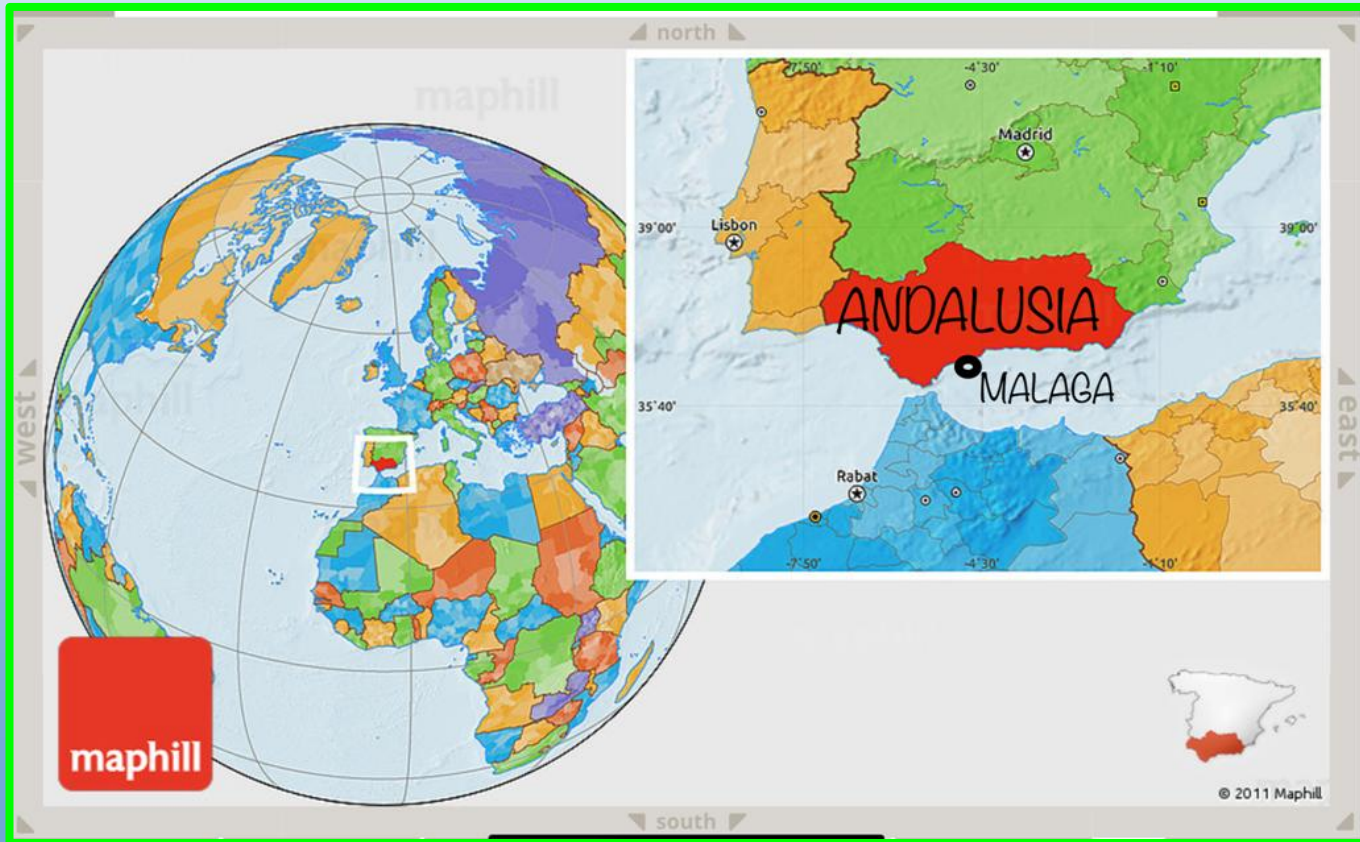 north
maphill
-7°50'
-4°30'
-1°10'
Madrid
Lisbon
39°00'
39°00'
ANDALUSIA
MALAGA
35°40'
35°40'
west
east
Rabat
-7°50'
-4°30'
-1°10'
maphill
© 2011 Maphill
south